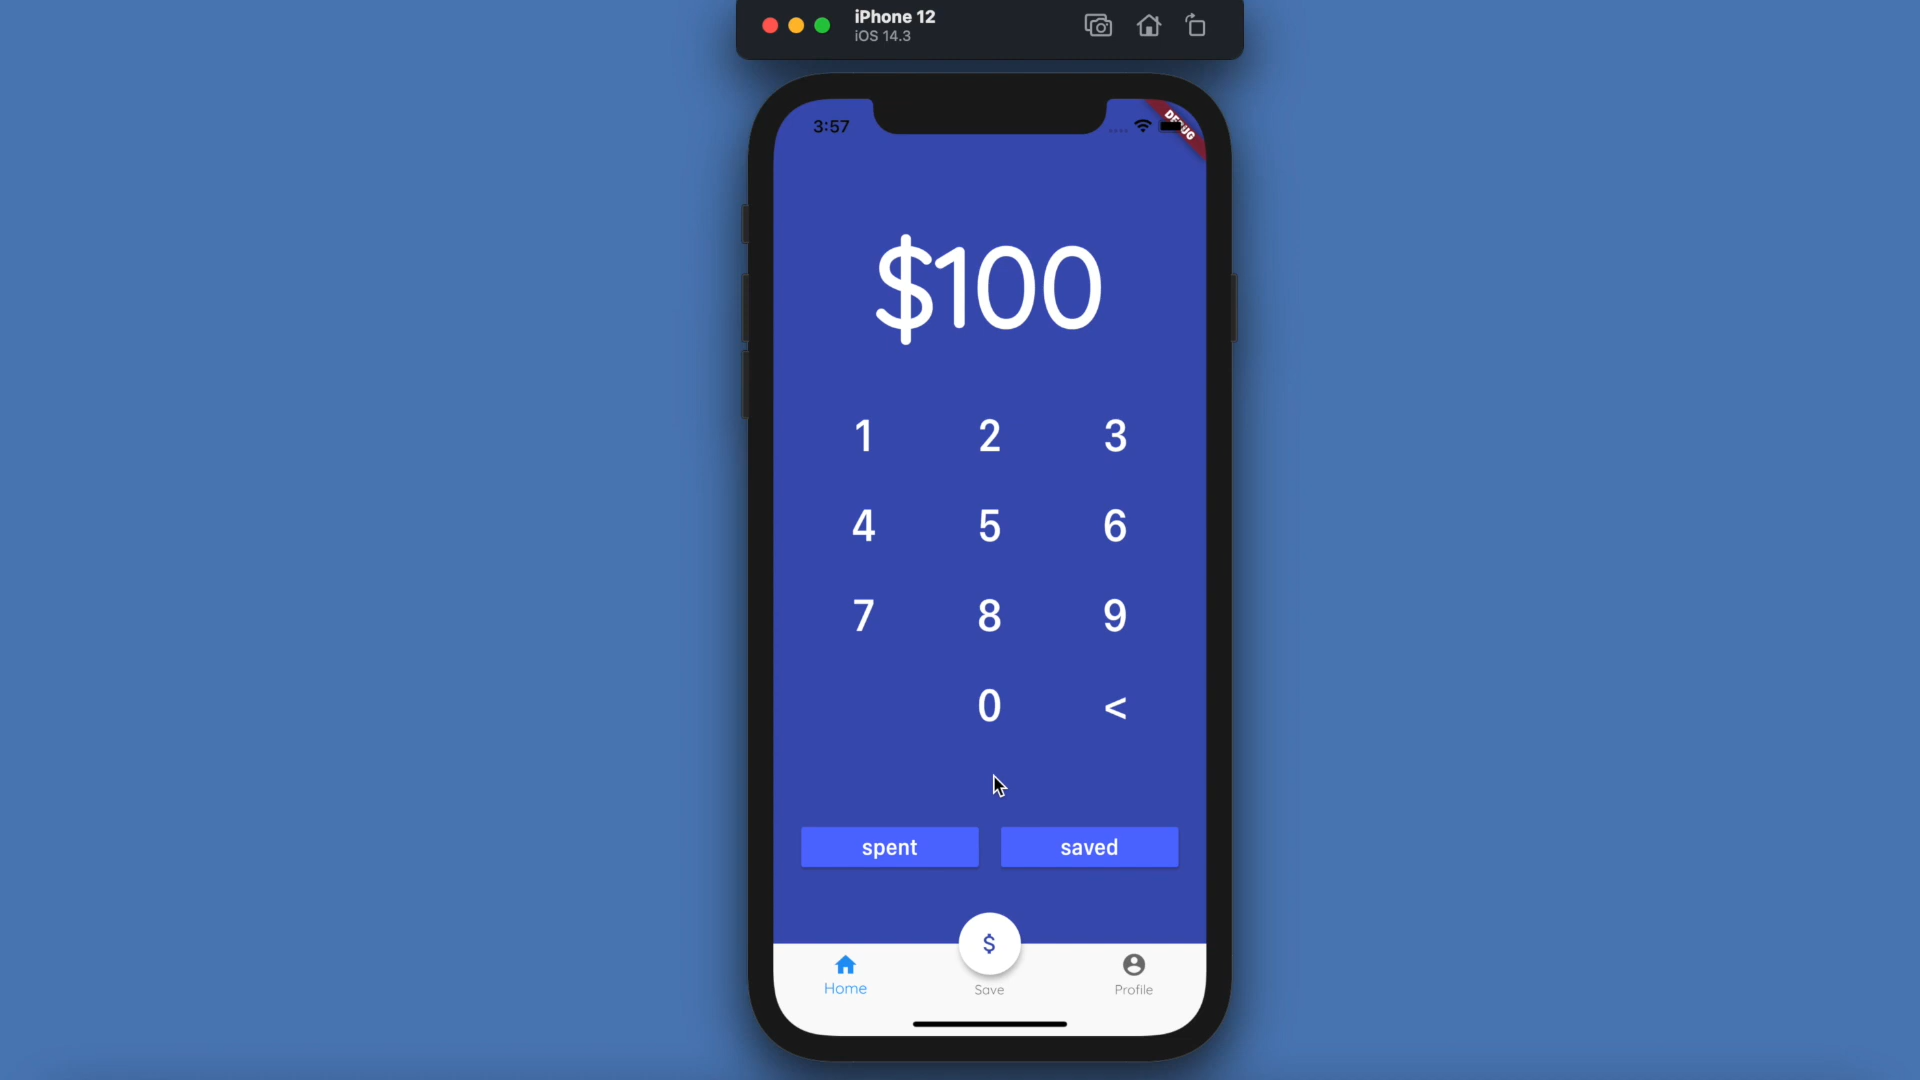 iPhone 12
iOS 14.3
3:57
DEBUG
$100
1 2 3
4 5 6
7 8 9
0 <
spent saved
$
Home Save Profile